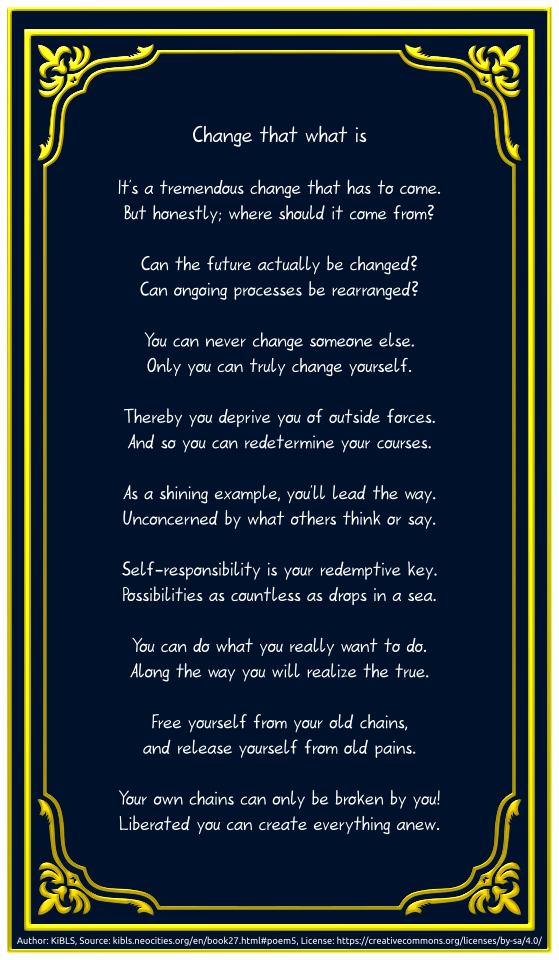 Change that what is
It's a tremendous change that has to come.
But honestly; where should it come from?
Can the future actually be changed?
Can ongoing processes be rearranged?
You can never change someone else.
Only you can truly change yourself.
Thereby you deprive you of outside forces.
And so you can redetermine your courses.
As a shining example, you'll lead the way.
Unconcerned by what others think or say.
Self-responsibility is your redemptive key.
Possibilities as countless as drops in a sea.
You can do what you really want to do.
Along the way you will realize the true.
Free yourself from your old chains,
and release yourself from old pains.
Your own chains can only be broken by you!
Liberated you can create everything anew.
Author: KiBLS, Source: kibls.neocities.org/en/book27.html#poem5, License: https://creativecommons.org/licenses/by-sa/4.0/